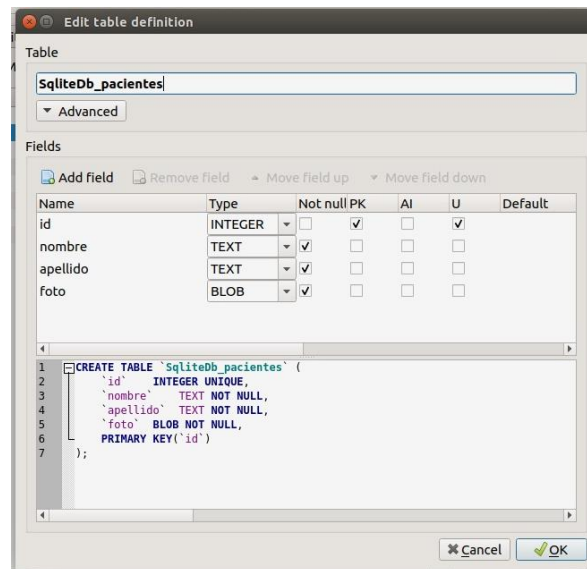 Edit table definition
Table
SqliteDb_pacientes
Advanced
Fields
Add field Remove field Move field up Move field down
Name Type Not null PK AI U Default
id INTEGER
nombre TEXT
apellido TEXT
foto BLOB
1 CREATE TABLE `SqliteDb_pacientes` (
2 `id` INTEGER UNIQUE,
3 `nombre` TEXT NOT NULL,
4 `apellido` TEXT NOT NULL,
5 `foto` BLOB NOT NULL,
6 PRIMARY KEY(`id`)
7 );
Cancel OK